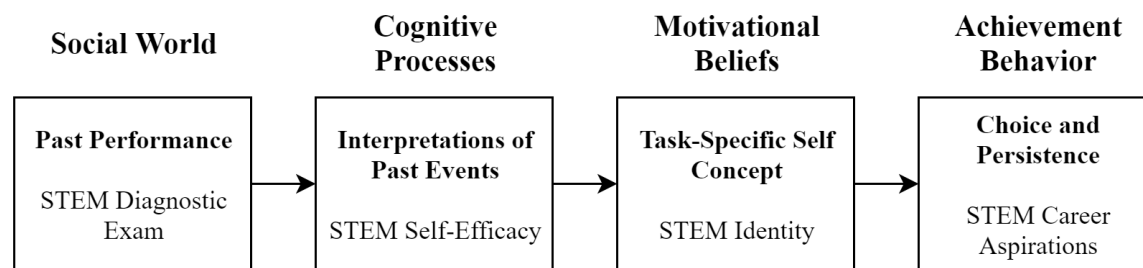 Social World
Cognitive
Processes
Motivational
Beliefs
Achievement
Behavior
Past Performance
STEM Diagnostic
Exam
Interpretations of
Past Events
STEM Self-Efficacy
Task-Specific Self
Concept
STEM Identity
Choice and
Persistence
STEM Career
Aspirations